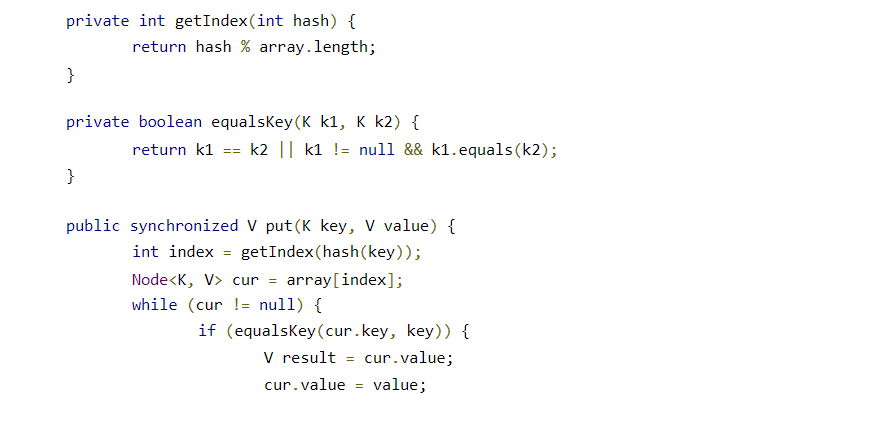 private int getIndex(int hash) {
return hash % array.length;
}
private boolean equalsKey(K k1, K k2) {
return k1 == k2 || k1 != null && k1.equals(k2);
}
public synchronized V put(K key, V value) {
int index = getIndex(hash(key));
Node<K, V> cur = array[index];
while (cur != null) {
if (equalsKey(cur.key, key)) {
V result = cur.value;
cur.value = value;